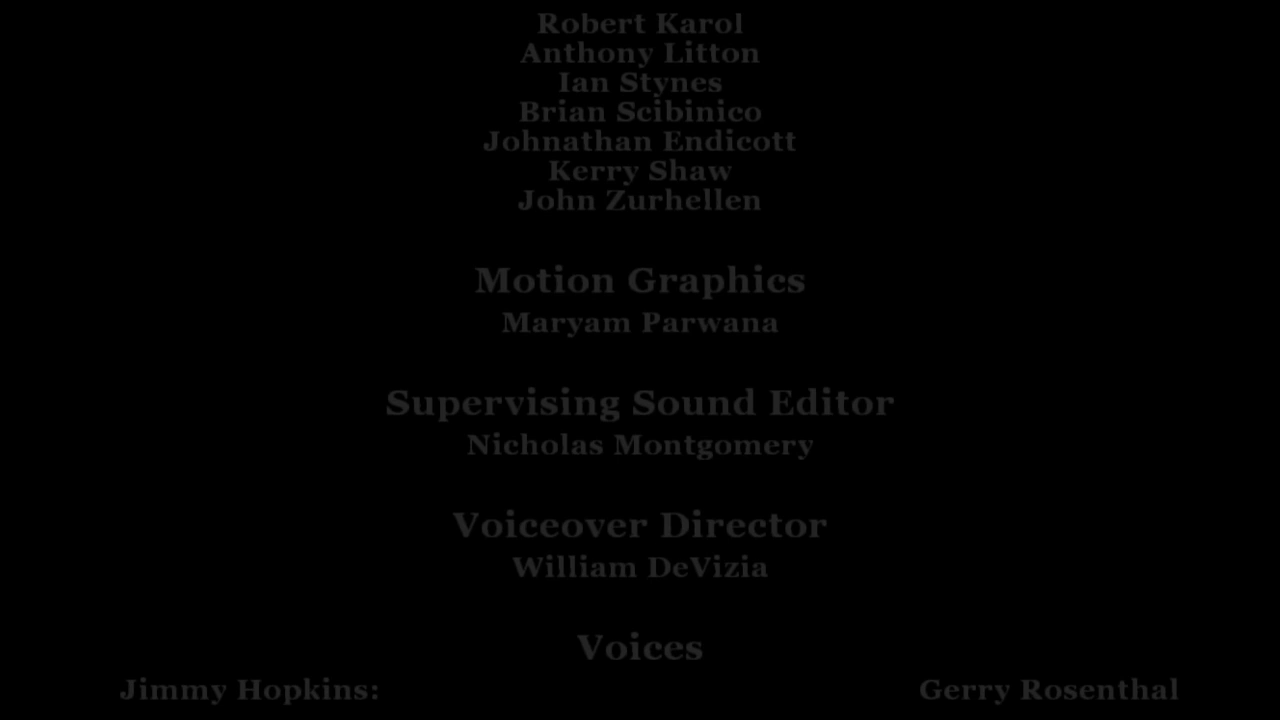 Robert Karol
Anthony Litton
Ian Stynes
Brian Scibinico
Johnathan Endicott
Kerry Shaw
John Zurhellen
Motion Graphics
Maryam Parwana
Supervising Sound Editor
Nicholas Montgomery
Voiceover Director
William DeVizia
Voices
Jimmy Hopkins: Gerry Rosenthal